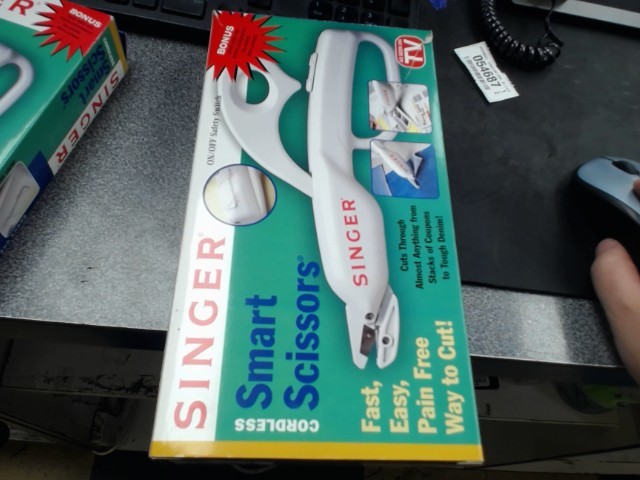 BONUS
AS SEEN ON
TV
ON/OFF Safety Switch
SINGER®
SINGER
CORDLESS
Smart
Scissors®
Cuts Through
Almost Anything from
Stacks of Coupons
to Tough Denim!
Fast,
Easy,
Pain Free
Way to Cut!
BONUS
SINGER
Smart
Scissors
R
054687